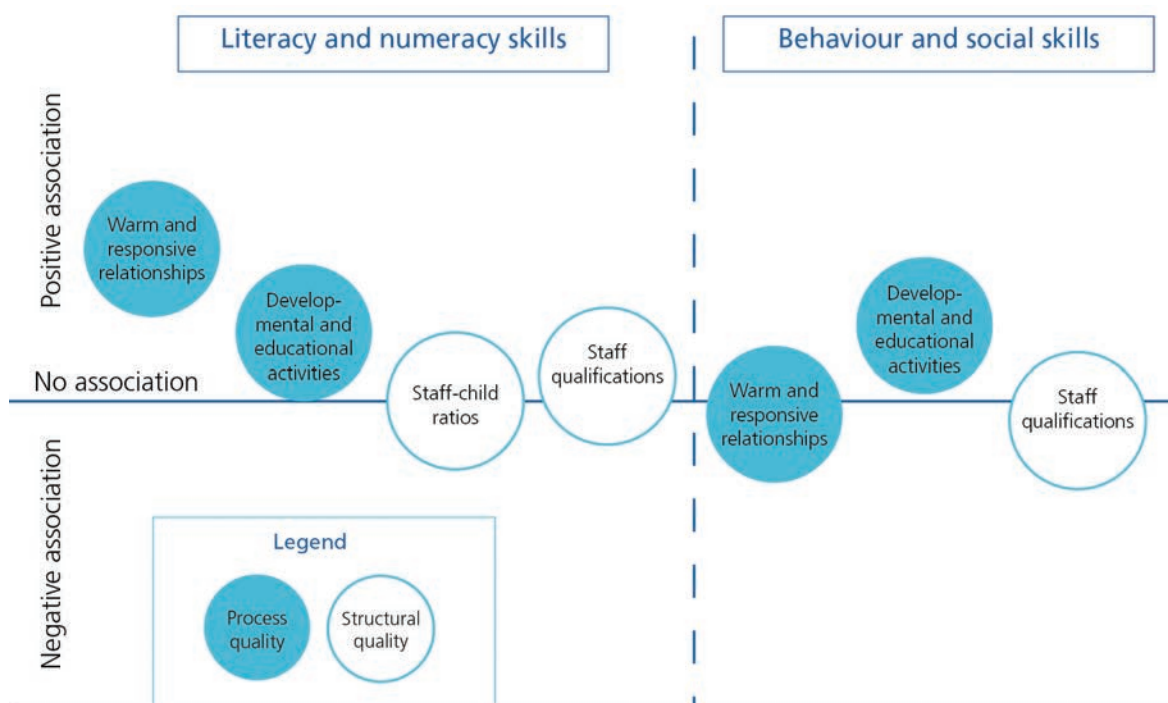 Literacy and numeracy skills
Behaviour and social skills
Positive association
No association
Negative association
Warm and
responsive
relationships
Develop-
mental and
educational
activities
Staff-child
ratios
Staff
qualifications
Warm and
responsive
relationships
Develop-
mental and
educational
activities
Staff
qualifications
Legend
Process
quality
Structural
quality